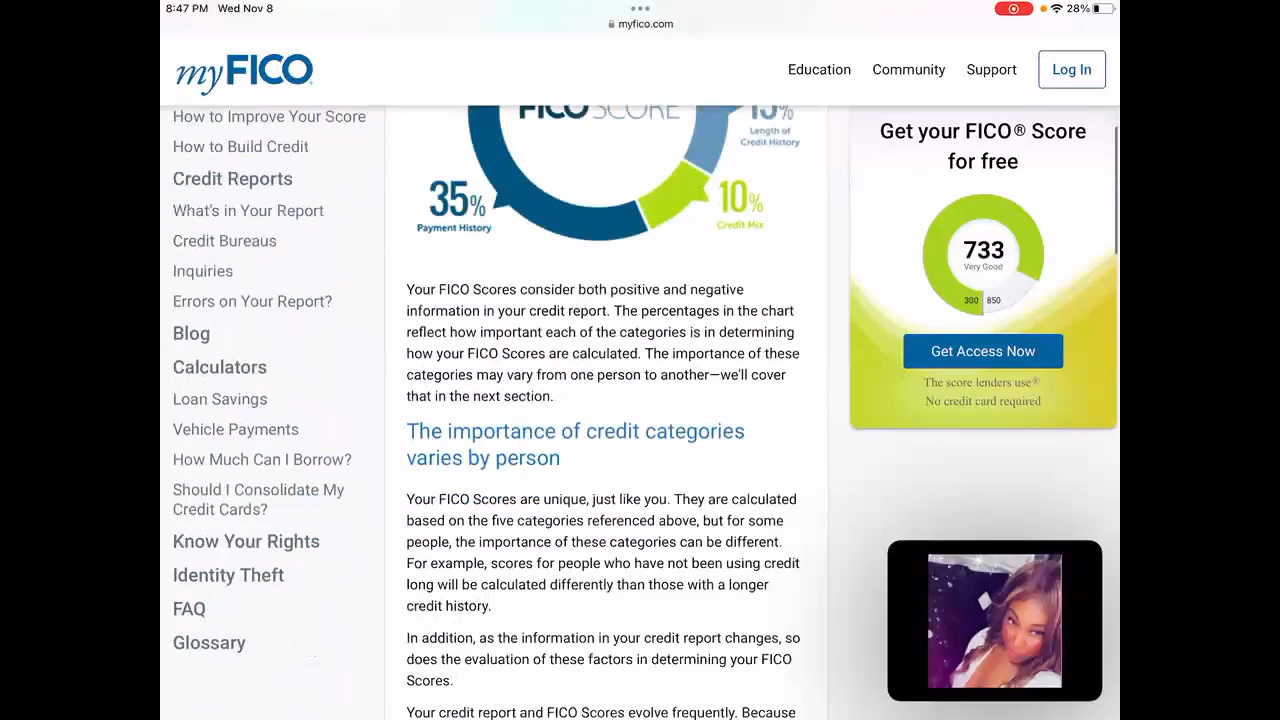 8:47 PM Wed Nov 8
28%
myfico.com
myFICO
Education
Community
Support
Log In
How to Improve Your Score
How to Build Credit
Credit Reports
What's in Your Report
Credit Bureaus
Inquiries
Errors on Your Report?
Blog
Calculators
Loan Savings
Vehicle Payments
How Much Can I Borrow?
Should I Consolidate My
Credit Cards?
Know Your Rights
Identity Theft
FAQ
Glossary
FICO SCORE
15%
Length of
Credit History
35%
Payment History
10%
Credit Mix
Your FICO Scores consider both positive and negative
information in your credit report. The percentages in the chart
reflect how important each of the categories is in determining
how your FICO Scores are calculated. The importance of these
categories may vary from one person to another—we'll cover
that in the next section.
The importance of credit categories
varies by person
Your FICO Scores are unique, just like you. They are calculated
based on the five categories referenced above, but for some
people, the importance of these categories can be different.
For example, scores for people who have not been using credit
long will be calculated differently than those with a longer
credit history.
In addition, as the information in your credit report changes, so
does the evaluation of these factors in determining your FICO
Scores.
Your credit report and FICO Scores evolve frequently. Because
Get your FICO® Score
for free
733
Very Good
300 850
Get Access Now
The score lenders use®
No credit card required